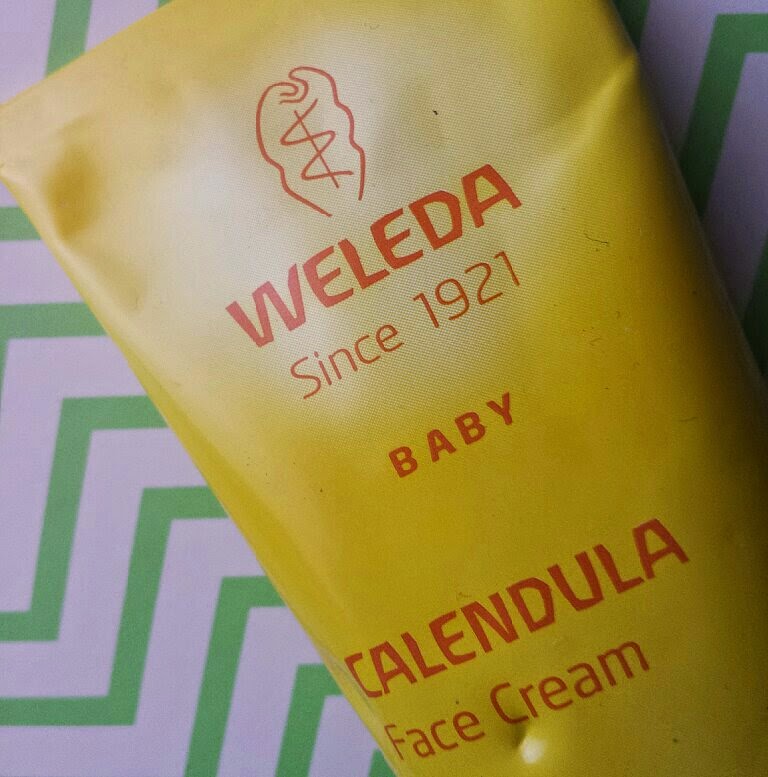 WELEDA
Since 1921
BABY
CALENDULA
Face Cream